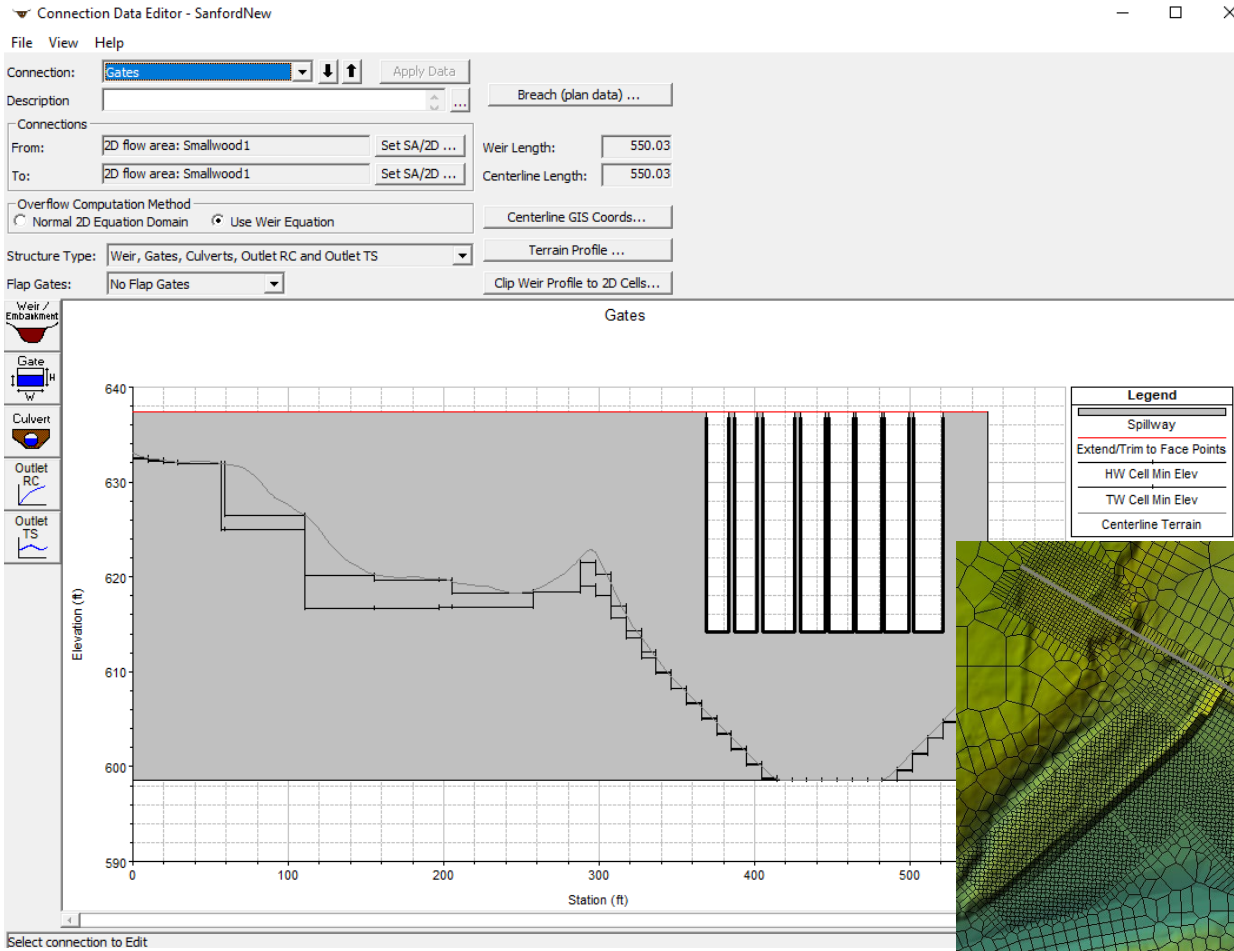 Connection Data Editor - SanfordNew
File View Help
Connection: Gates Apply Data
Description ... Breach (plan data) ...
Connections
From: 2D flow area: Smallwood1 Set SA/2D ... Weir Length: 550.03
To: 2D flow area: Smallwood1 Set SA/2D ... Centerline Length: 550.03
Overflow Computation Method
Normal 2D Equation Domain Use Weir Equation Centerline GIS Coords...
Structure Type: Weir, Gates, Culverts, Outlet RC and Outlet TS Terrain Profile ...
Flap Gates: No Flap Gates Clip Weir Profile to 2D Cells...
Weir /
Embankment
Gate
H
W
Culvert
Outlet
RC
Outlet
TS
Gates
640
630
620
610
600
590
Elevation (ft)
0 100 200 300 400 500
Station (ft)
Legend
Spillway
Extend/Trim to Face Points
HW Cell Min Elev
TW Cell Min Elev
Centerline Terrain
Select connection to Edit